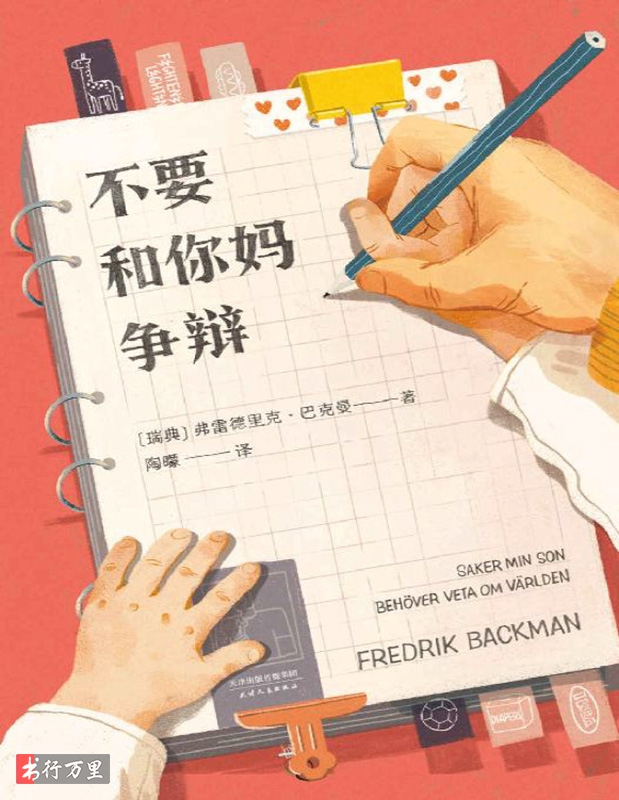 不要
和你妈
争辩
[瑞典] 弗雷德里克·巴克曼——著
陶曚——译
SAKER MIN SON
BEHÖVER VETA OM VÄRLDEN
FREDRIK BACKMAN
天津出版传媒集团
天津人民出版社
DIAPERS
书行万里